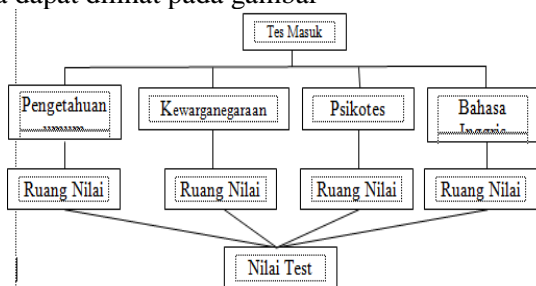 dapat dilihat pada gambar
Tes Masuk
Pengetahuan
Kewarganegaraan
Psikotes
Bahasa
Inggris
Ruang Nilai
Ruang Nilai
Ruang Nilai
Ruang Nilai
Nilai Test